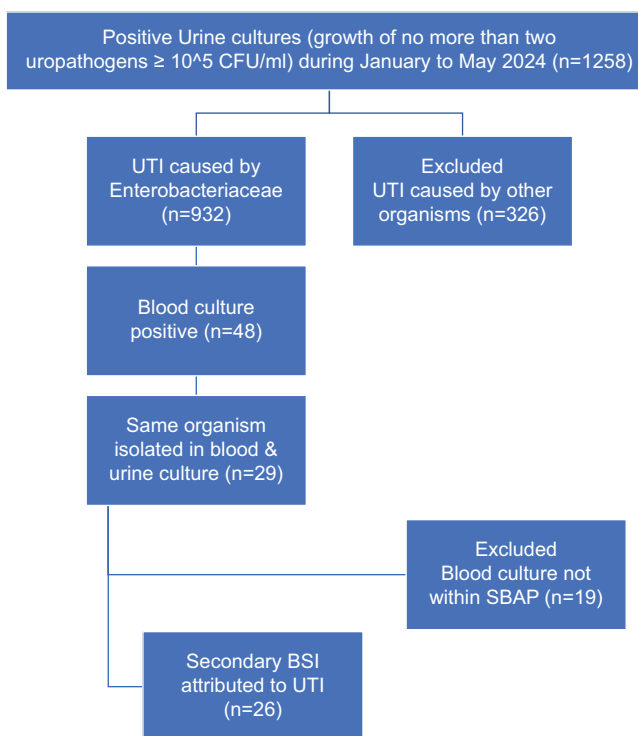 Positive Urine cultures (growth of no more than two
uropathogens ≥ 10^5 CFU/ml) during January to May 2024 (n=1258)
UTI caused by
Enterobacteriaceae
(n=932)
Excluded
UTI caused by other
organisms (n=326)
Blood culture
positive (n=48)
Same organism
isolated in blood &
urine culture (n=29)
Excluded
Blood culture not
within SBAP (n=19)
Secondary BSI
attributed to UTI
(n=26)